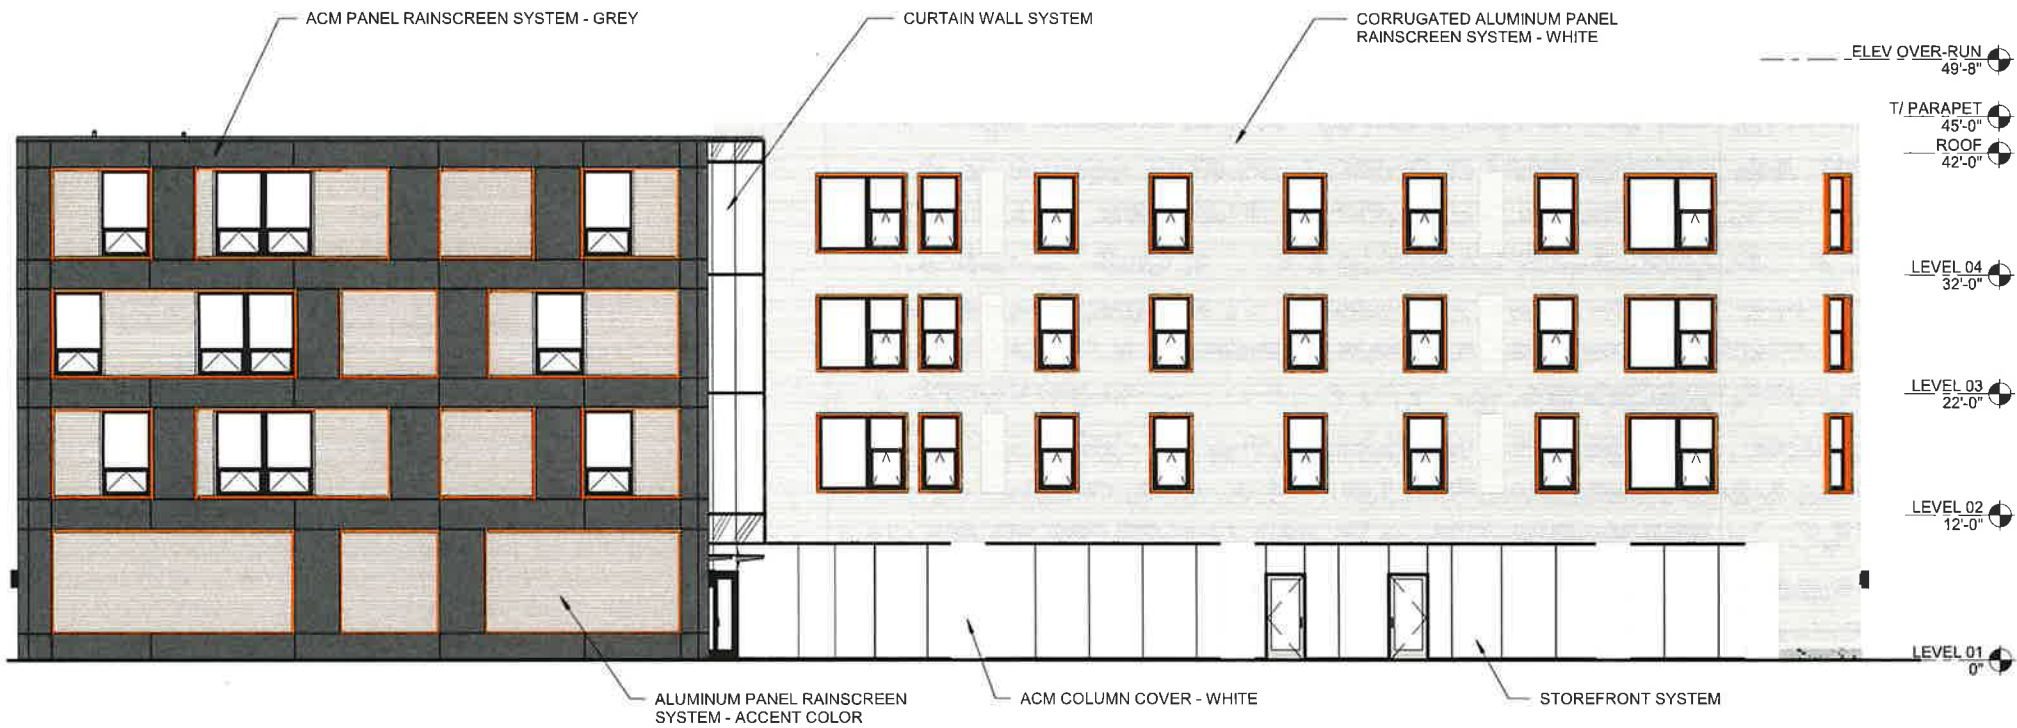 ACM PANEL RAINSCREEN SYSTEM - GREY
CURTAIN WALL SYSTEM
CORRUGATED ALUMINUM PANEL
RAINSCREEN SYSTEM - WHITE
ELEV OVER-RUN
49'-8"
T/ PARAPET
45'-0"
ROOF
42'-0"
LEVEL 04
32'-0"
LEVEL 03
22'-0"
LEVEL 02
12'-0"
LEVEL 01
0"
ALUMINUM PANEL RAINSCREEN
SYSTEM - ACCENT COLOR
ACM COLUMN COVER - WHITE
STOREFRONT SYSTEM